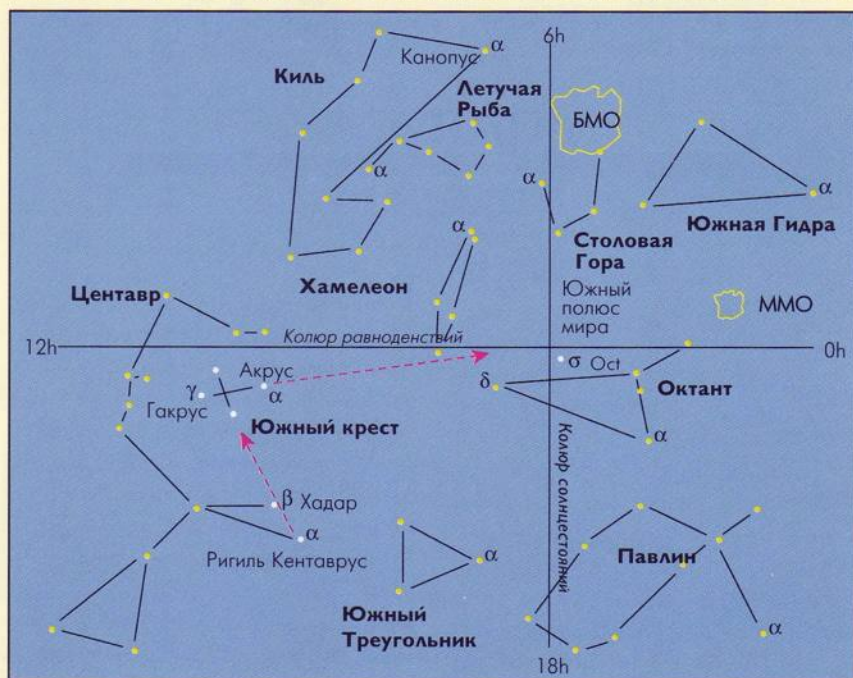 6h
α
Канопус
Киль
Летучая
Рыба
БМО
α
α
α
Южная Гидра
α
Столовая
Гора
Хамелеон
Южный
полюс
мира
ММО
Центавр
Колюр равноденствий
12h
0h
σ Oct
Акрус
γ
α
δ
Октант
Гакрус
Южный крест
α
Колюр солнцестояний
β Хадар
α
Ригиль Кентаврус
α
Павлин
Южный
Треугольник
α
18h